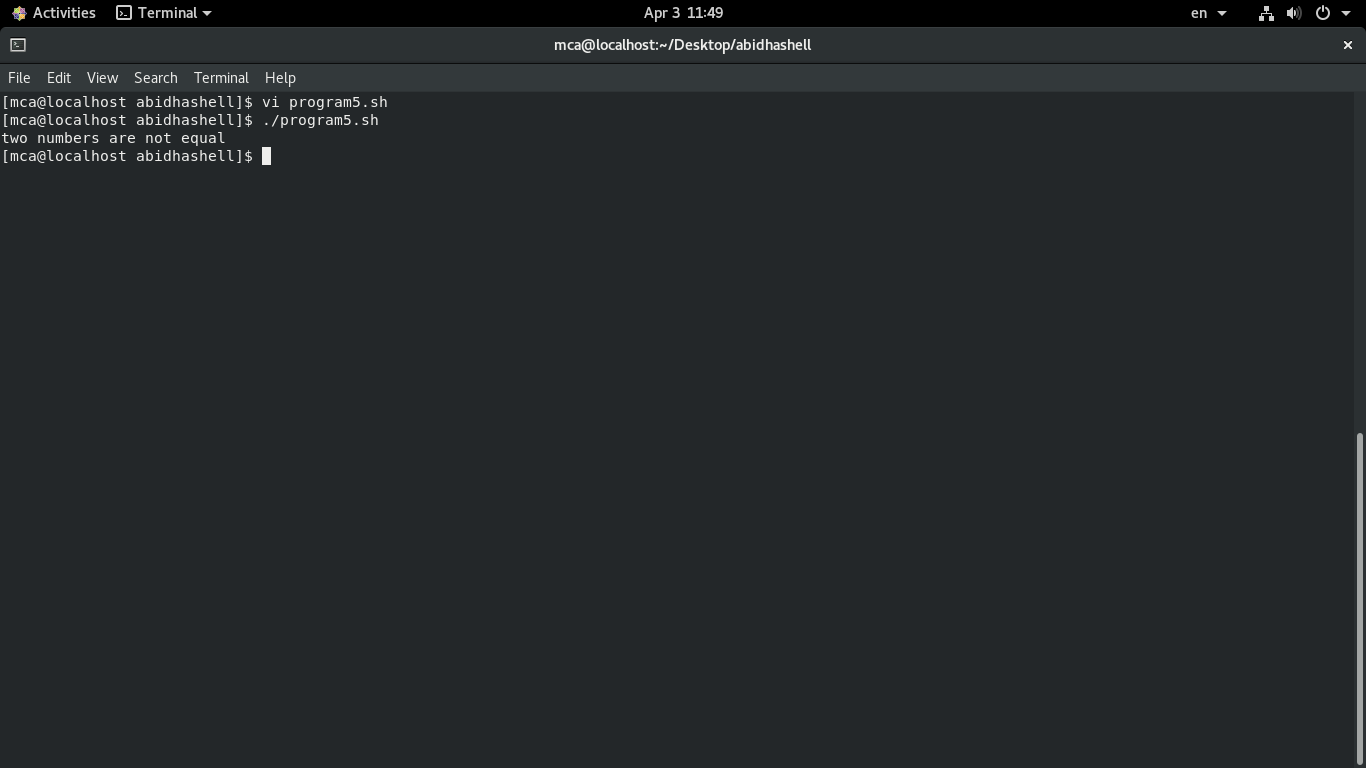 Activities Terminal Apr 3 11:49 en
mca@localhost:~/Desktop/abidhashell
File Edit View Search Terminal Help
[mca@localhost abidhashell]$ vi program5.sh
[mca@localhost abidhashell]$ ./program5.sh
two numbers are not equal
[mca@localhost abidhashell]$